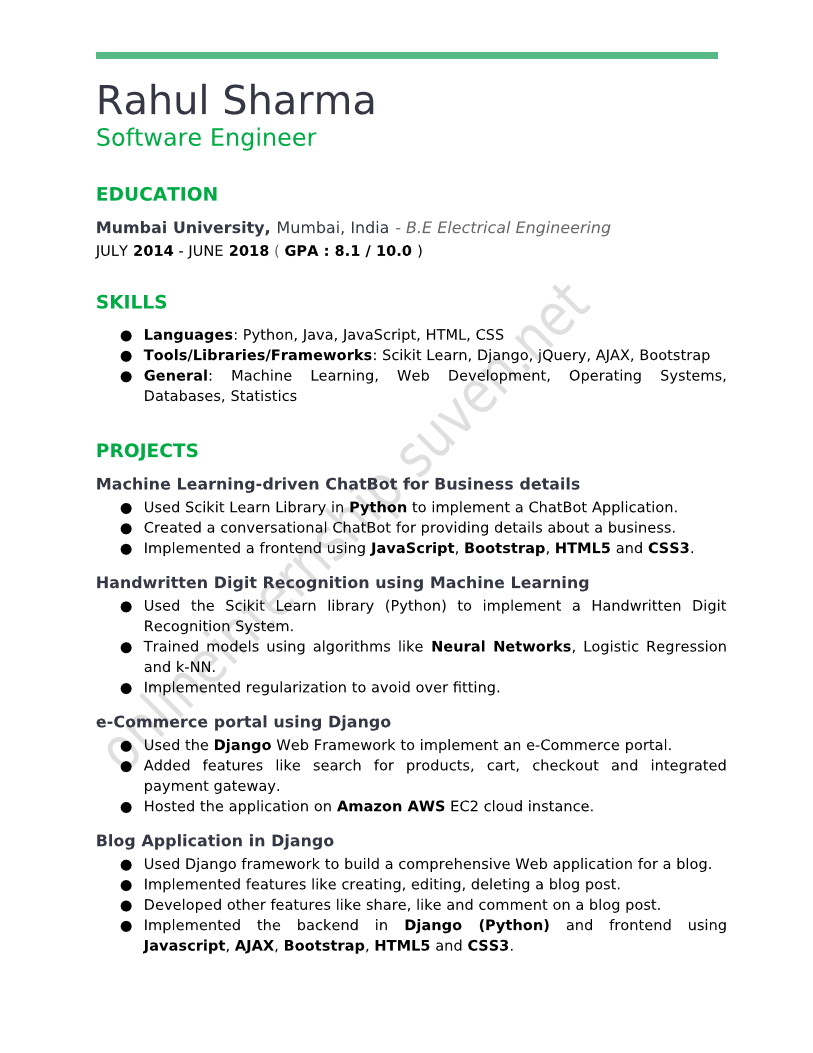 Rahul Sharma
Software Engineer
EDUCATION
Mumbai University, Mumbai, India - B.E Electrical Engineering
JULY 2014 - JUNE 2018 ( GPA : 8.1 / 10.0 )
SKILLS
● Languages: Python, Java, JavaScript, HTML, CSS
● Tools/Libraries/Frameworks: Scikit Learn, Django, jQuery, AJAX, Bootstrap
● General: Machine Learning, Web Development, Operating Systems,
Databases, Statistics
PROJECTS
Machine Learning-driven ChatBot for Business details
● Used Scikit Learn Library in Python to implement a ChatBot Application.
● Created a conversational ChatBot for providing details about a business.
● Implemented a frontend using JavaScript, Bootstrap, HTML5 and CSS3.
Handwritten Digit Recognition using Machine Learning
● Used the Scikit Learn library (Python) to implement a Handwritten Digit
Recognition System.
● Trained models using algorithms like Neural Networks, Logistic Regression
and k-NN.
● Implemented regularization to avoid over fitting.
e-Commerce portal using Django
● Used the Django Web Framework to implement an e-Commerce portal.
● Added features like search for products, cart, checkout and integrated
payment gateway.
● Hosted the application on Amazon AWS EC2 cloud instance.
Blog Application in Django
● Used Django framework to build a comprehensive Web application for a blog.
● Implemented features like creating, editing, deleting a blog post.
● Developed other features like share, like and comment on a blog post.
● Implemented the backend in Django (Python) and frontend using
Javascript, AJAX, Bootstrap, HTML5 and CSS3.
onlineinternship.suven.net